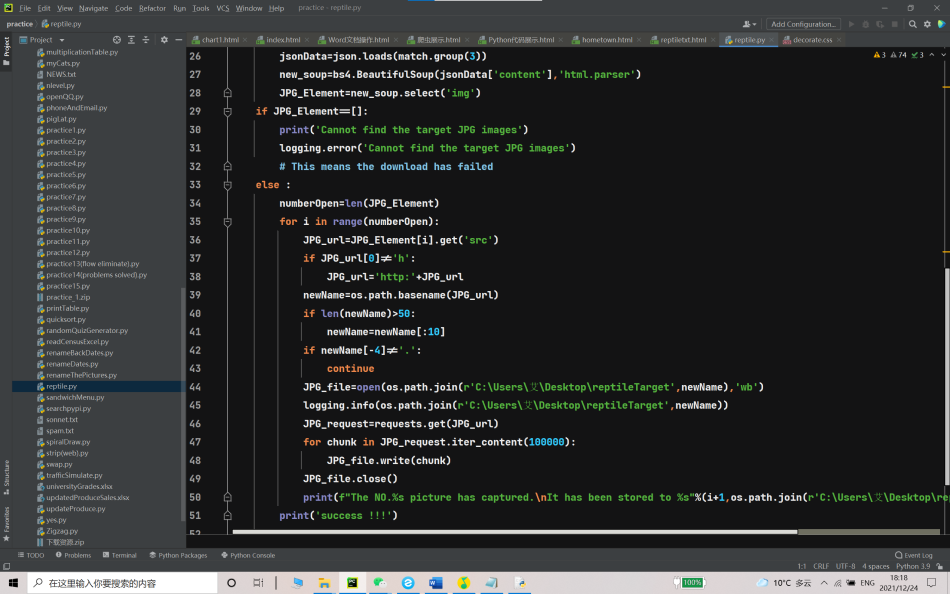 File Edit View Navigate Code Refactor Run Tools VCS Window Help practice - reptile.py
practice reptile.py Add Configuration...
Project
chart1.html index.html Word文档操作.html 爬虫展示.html Python代码展示.html hometown.html reptiletxt.html reptile.py decorate.css
3 74 3
multiplicationTable.py
myCats.py
NEWS.txt
nlevel.py
openQQ.py
phoneAndEmail.py
pigLat.py
practice1.py
practice2.py
practice3.py
practice4.py
practice5.py
practice6.py
practice7.py
practice8.py
practice9.py
practice10.py
practice11.py
practice12.py
practice13(flow eliminate).py
practice14(problems solved).py
practice15.py
practice_1.zip
printTable.py
quicksort.py
randomQuizGenerator.py
readCensusExcel.py
renameBackDates.py
renameDates.py
renameThePictures.py
reptile.py
sandwichMenu.py
searchpypi.py
sonnet.txt
spam.txt
spiralDraw.py
strip(web).py
swap.py
trafficSimulate.py
universityGrades.xlsx
updatedProduceSales.xlsx
updateProduce.py
yes.py
Zigzag.py
下载资源.zip
Project
Structure
Favorites
26 jsonData=json.loads(match.group(3))
27 new_soup=bs4.BeautifulSoup(jsonData['content'],'html.parser')
28 JPG_Element=new_soup.select('img')
29 if JPG_Element==[]:
30 print('Cannot find the target JPG images')
31 logging.error('Cannot find the target JPG images')
32 # This means the download has failed
33 else :
34 numberOpen=len(JPG_Element)
35 for i in range(numberOpen):
36 JPG_url=JPG_Element[i].get('src')
37 if JPG_url[0]≠'h':
38 JPG_url='http:'+JPG_url
39 newName=os.path.basename(JPG_url)
40 if len(newName)>50:
41 newName=newName[:10]
42 if newName[-4]≠'.':
43 continue
44 JPG_file=open(os.path.join(r'C:\Users\艾\Desktop\reptileTarget',newName),'wb')
45 logging.info(os.path.join(r'C:\Users\艾\Desktop\reptileTarget',newName))
46 JPG_request=requests.get(JPG_url)
47 for chunk in JPG_request.iter_content(100000):
48 JPG_file.write(chunk)
49 JPG_file.close()
50 print(f"The NO.%s picture has captured.\nIt has been stored to %s"%(i+1,os.path.join(r'C:\Users\艾\Desktop\re
51 print('success !!!')
52
TODO Problems Terminal Python Packages Python Console Event Log
1:1 CRLF UTF-8 4 spaces Python 3.9
在这里输入你要搜索的内容 100% 10°C 多云 ENG 18:18
2021/12/24